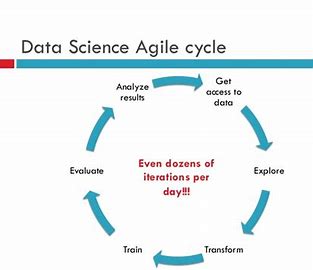 Data Science Agile cycle
Analyze
results
Get
access to
data
Explore
Transform
Train
Evaluate
Even dozens of
iterations per
day!!!